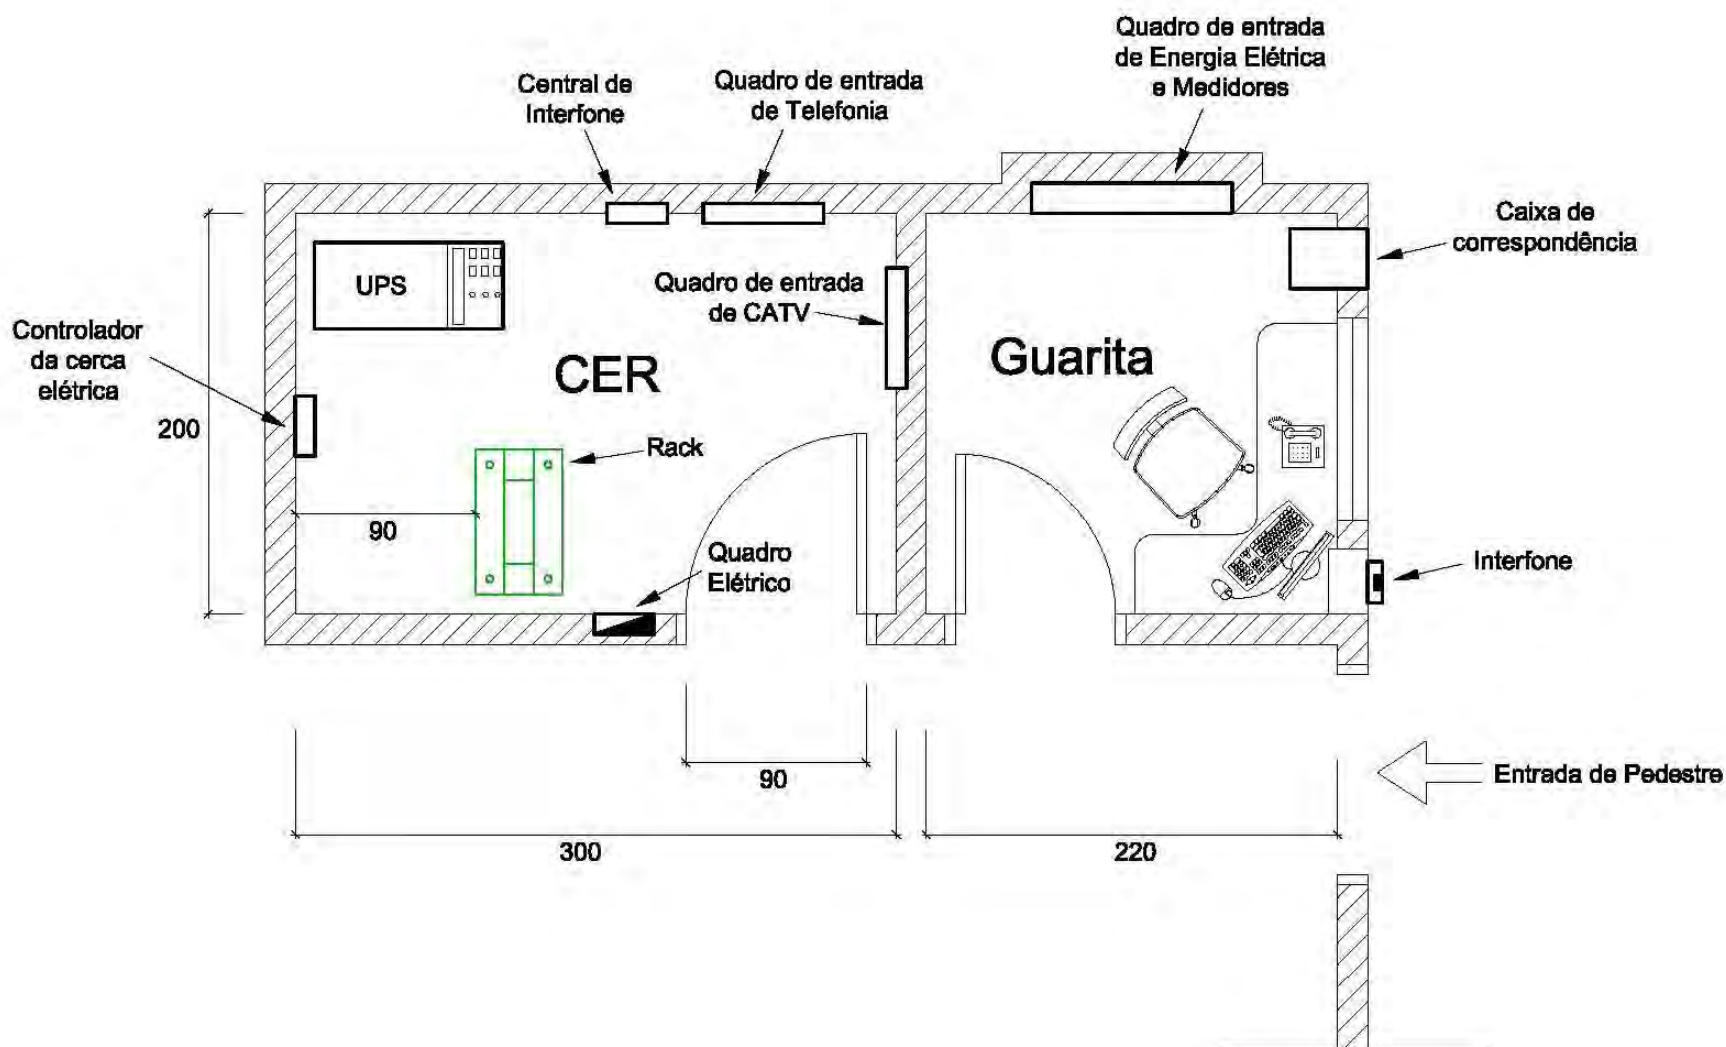 Quadro de entrada
de Energia Elétrica
e Medidores
Central de
Interfone
Quadro de entrada
de Telefonia
Caixa de
correspondência
UPS
Quadro de entrada
de CATV
Controlador
da cerca
elétrica
CER
Guarita
200
Rack
90
Quadro
Elétrico
Interfone
90
Entrada de Pedestre
300
220